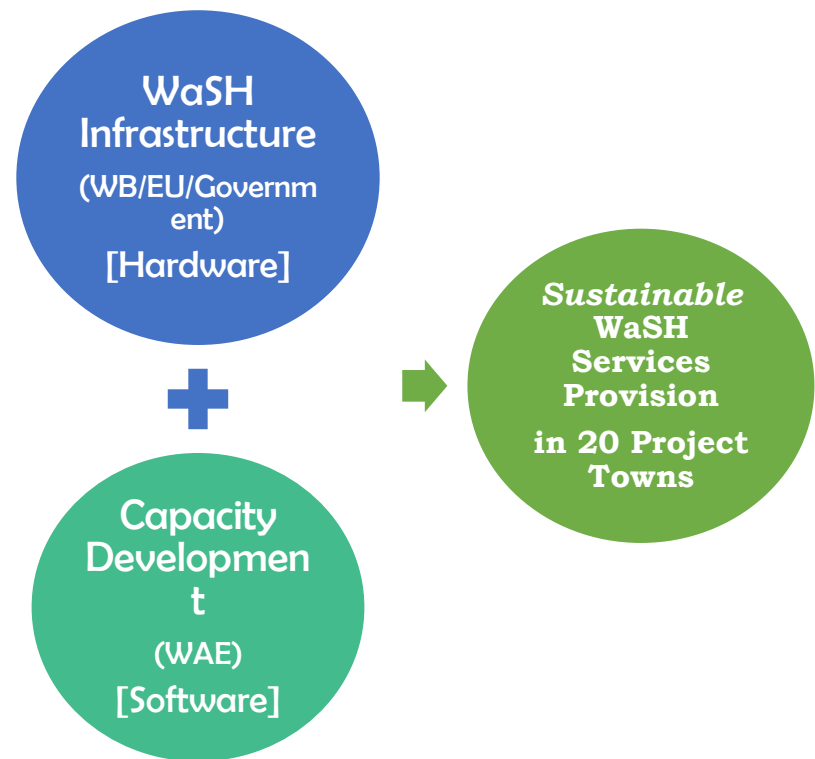 WaSH
Infrastructure
(WB/EU/Governm
ent)
[Hardware]
Capacity
Developmen
t
(WAE)
[Software]
Sustainable
WaSH
Services
Provision
in 20 Project
Towns